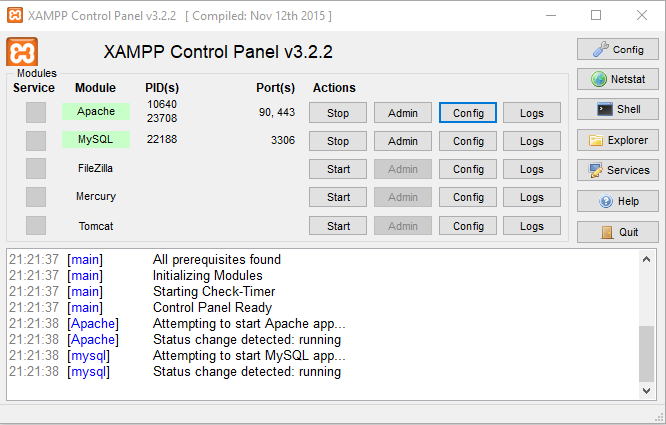 XAMPP Control Panel v3.2.2 [ Compiled: Nov 12th 2015 ]
XAMPP Control Panel v3.2.2
Config
Modules
Service Module PID(s) Port(s) Actions
Netstat
Apache 10640 23708 90, 443 Stop Admin Config Logs
Shell
MySQL 22188 3306 Stop Admin Config Logs
Explorer
FileZilla Start Admin Config Logs
Services
Mercury Start Admin Config Logs
Help
Tomcat Start Admin Config Logs
Quit
21:21:37 [main] All prerequisites found
21:21:37 [main] Initializing Modules
21:21:37 [main] Starting Check-Timer
21:21:37 [main] Control Panel Ready
21:21:38 [Apache] Attempting to start Apache app...
21:21:38 [Apache] Status change detected: running
21:21:38 [mysql] Attempting to start MySQL app...
21:21:38 [mysql] Status change detected: running